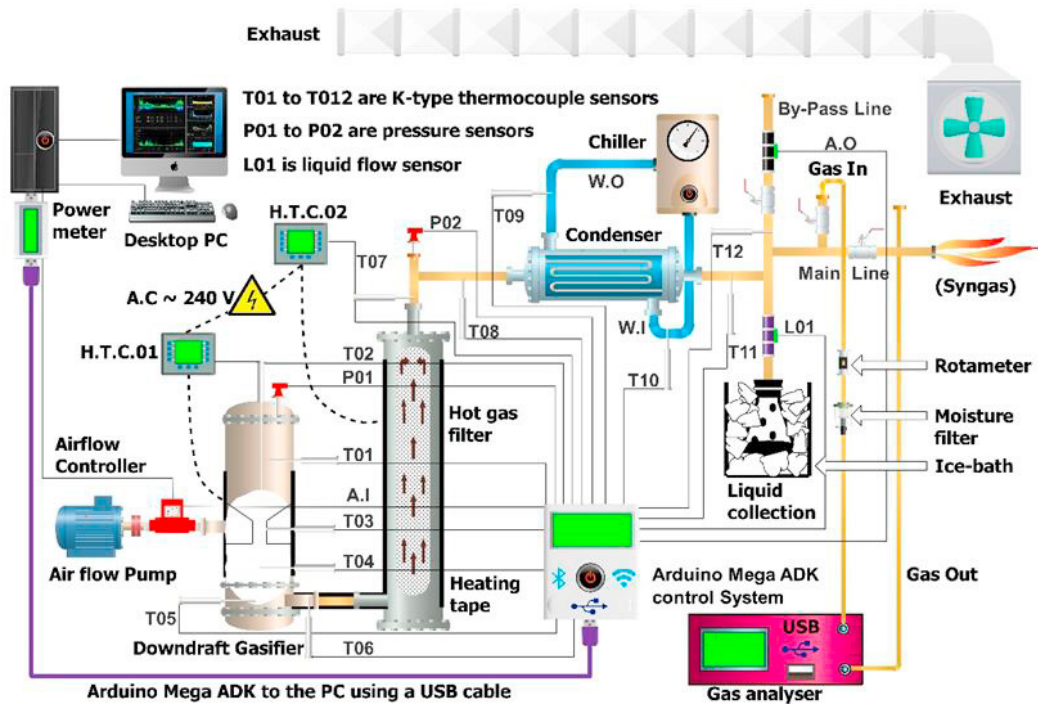 Exhaust
T01 to T012 are K-type thermocouple sensors
P01 to P02 are pressure sensors
L01 is liquid flow sensor
By-Pass Line
A.O
Chiller
Gas In
W.O
Exhaust
Power
meter
Desktop PC
H.T.C.02
P02
T09
T07
Condenser
T12
Main Line
(Syngas)
A.C ~ 240 V
W.I
T08
L01
H.T.C.01
T02
T11
P01
T10
Rotameter
Hot gas
filter
Moisture
filter
Airflow
Controller
T01
Ice-bath
A.I
Liquid
collection
T03
Air flow Pump
T04
Heating
tape
Arduino Mega ADK
control System
Gas Out
T05
Downdraft Gasifier
T06
USB
Arduino Mega ADK to the PC using a USB cable
Gas analyser